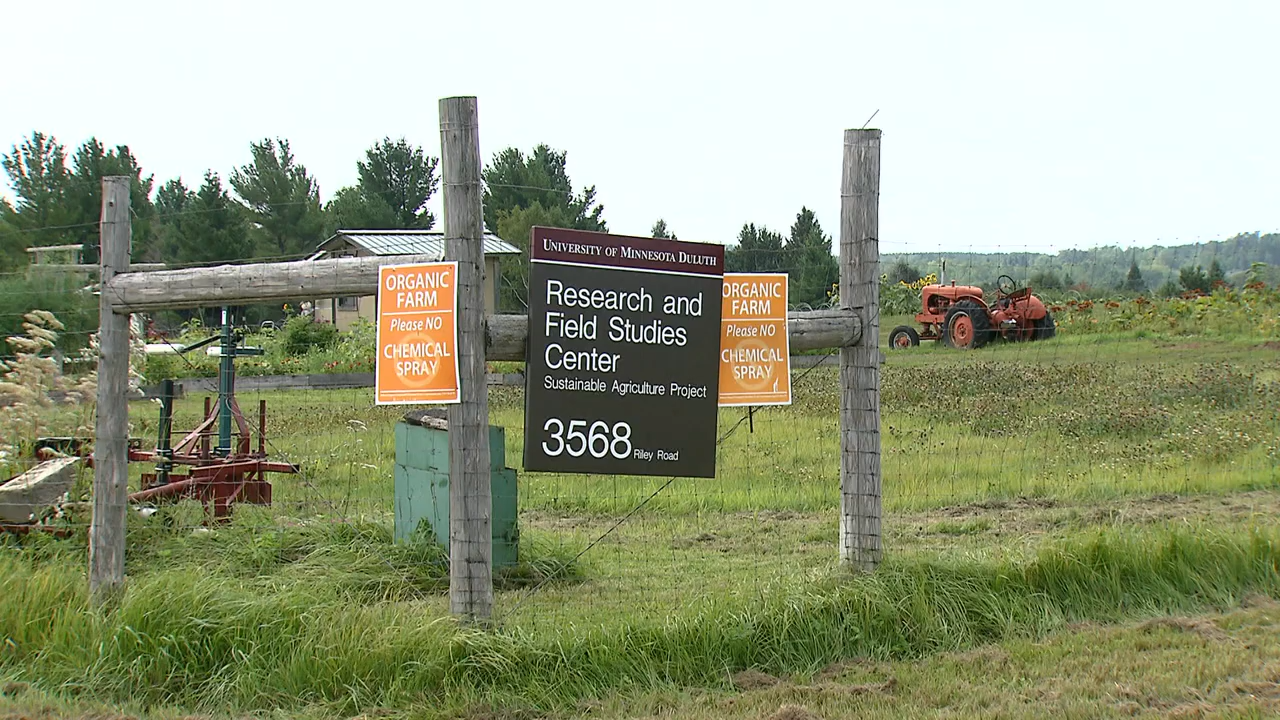 ORGANIC
FARM
Please NO
CHEMICAL
SPRAY
UNIVERSITY OF MINNESOTA DULUTH
Research and
Field Studies
Center
Sustainable Agriculture Project
3568 Riley Road
ORGANIC
FARM
Please NO
CHEMICAL
SPRAY